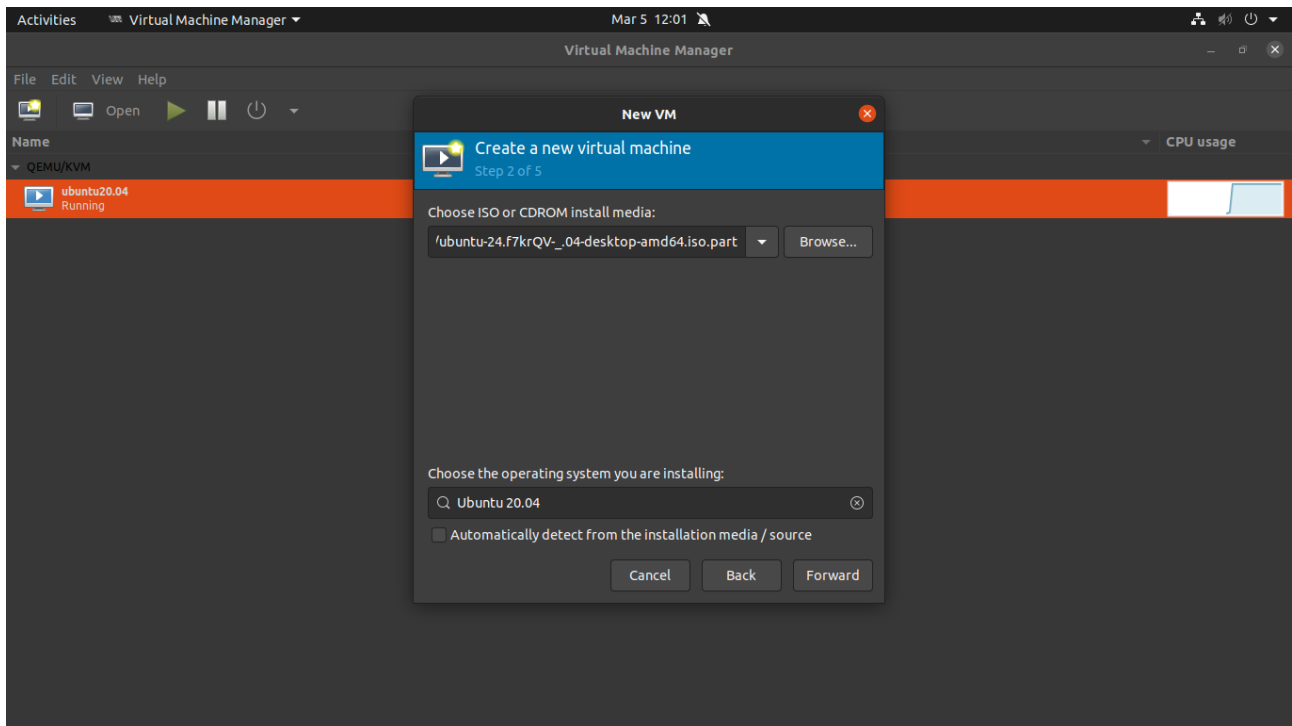 Activities Virtual Machine Manager Mar 5 12:01
Virtual Machine Manager
File Edit View Help
Open
Name CPU usage
QEMU/KVM
ubuntu20.04
Running
New VM
Create a new virtual machine
Step 2 of 5
Choose ISO or CDROM install media:
/ubuntu-24.f7krQV-_.04-desktop-amd64.iso.part Browse...
Choose the operating system you are installing:
Ubuntu 20.04
Automatically detect from the installation media / source
Cancel Back Forward